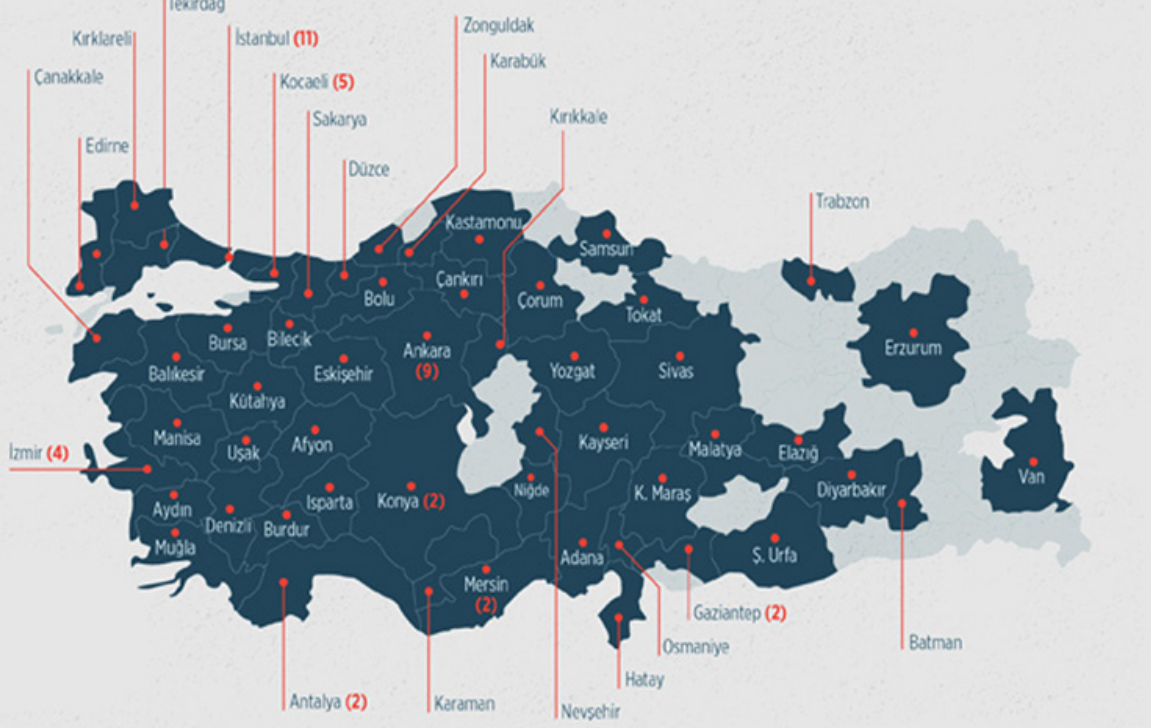 Tekirdağ
Kırklareli
İstanbul (11)
Zonguldak
Karabük
Çanakkale
Kocaeli (5)
Sakarya
Kırıkkale
Edirne
Düzce
Trabzon
Kastamonu
Samsun
Çankırı
Bolu
Çorum
Tokat
Bursa
Bilecik
Ankara
(9)
Erzurum
Balıkesir
Eskişehir
Yozgat
Sivas
Kütahya
Manisa
Uşak
Afyon
Kayseri
Malatya
Elazığ
İzmir (4)
Van
Niğde
K. Maraş
Diyarbakır
Aydın
Denizli
Burdur
Isparta
Konya (2)
Muğla
Adana
Ş. Urfa
Mersin
(2)
Gaziantep (2)
Osmaniye
Batman
Hatay
Antalya (2)
Karaman
Nevşehir